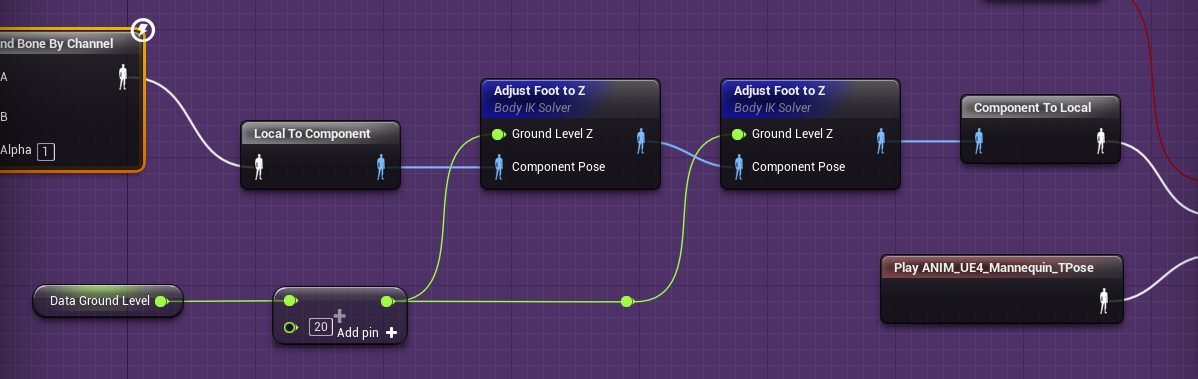 nd Bone By Channel
A
B
Alpha 1
Local To Component
Adjust Foot to Z
Body IK Solver
Ground Level Z
Component Pose
Adjust Foot to Z
Body IK Solver
Ground Level Z
Component Pose
Component To Local
Data Ground Level
20
Add pin +
Play ANIM_UE4_Mannequin_TPose